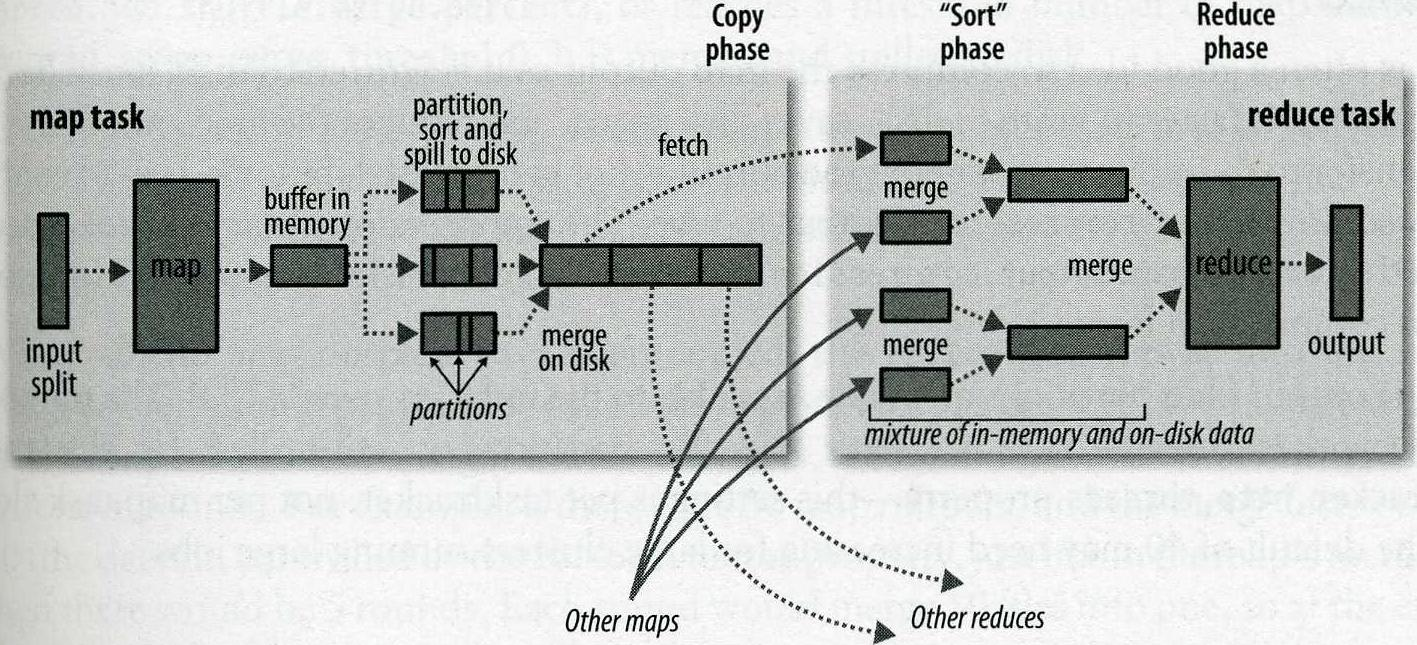 Copy
phase
“Sort”
phase
Reduce
phase
map task
reduce task
partition,
sort and
spill to disk
fetch
buffer in
memory
map
input
split
merge
on disk
partitions
merge
merge
merge
reduce
output
mixture of in-memory and on-disk data
Other maps
Other reduces